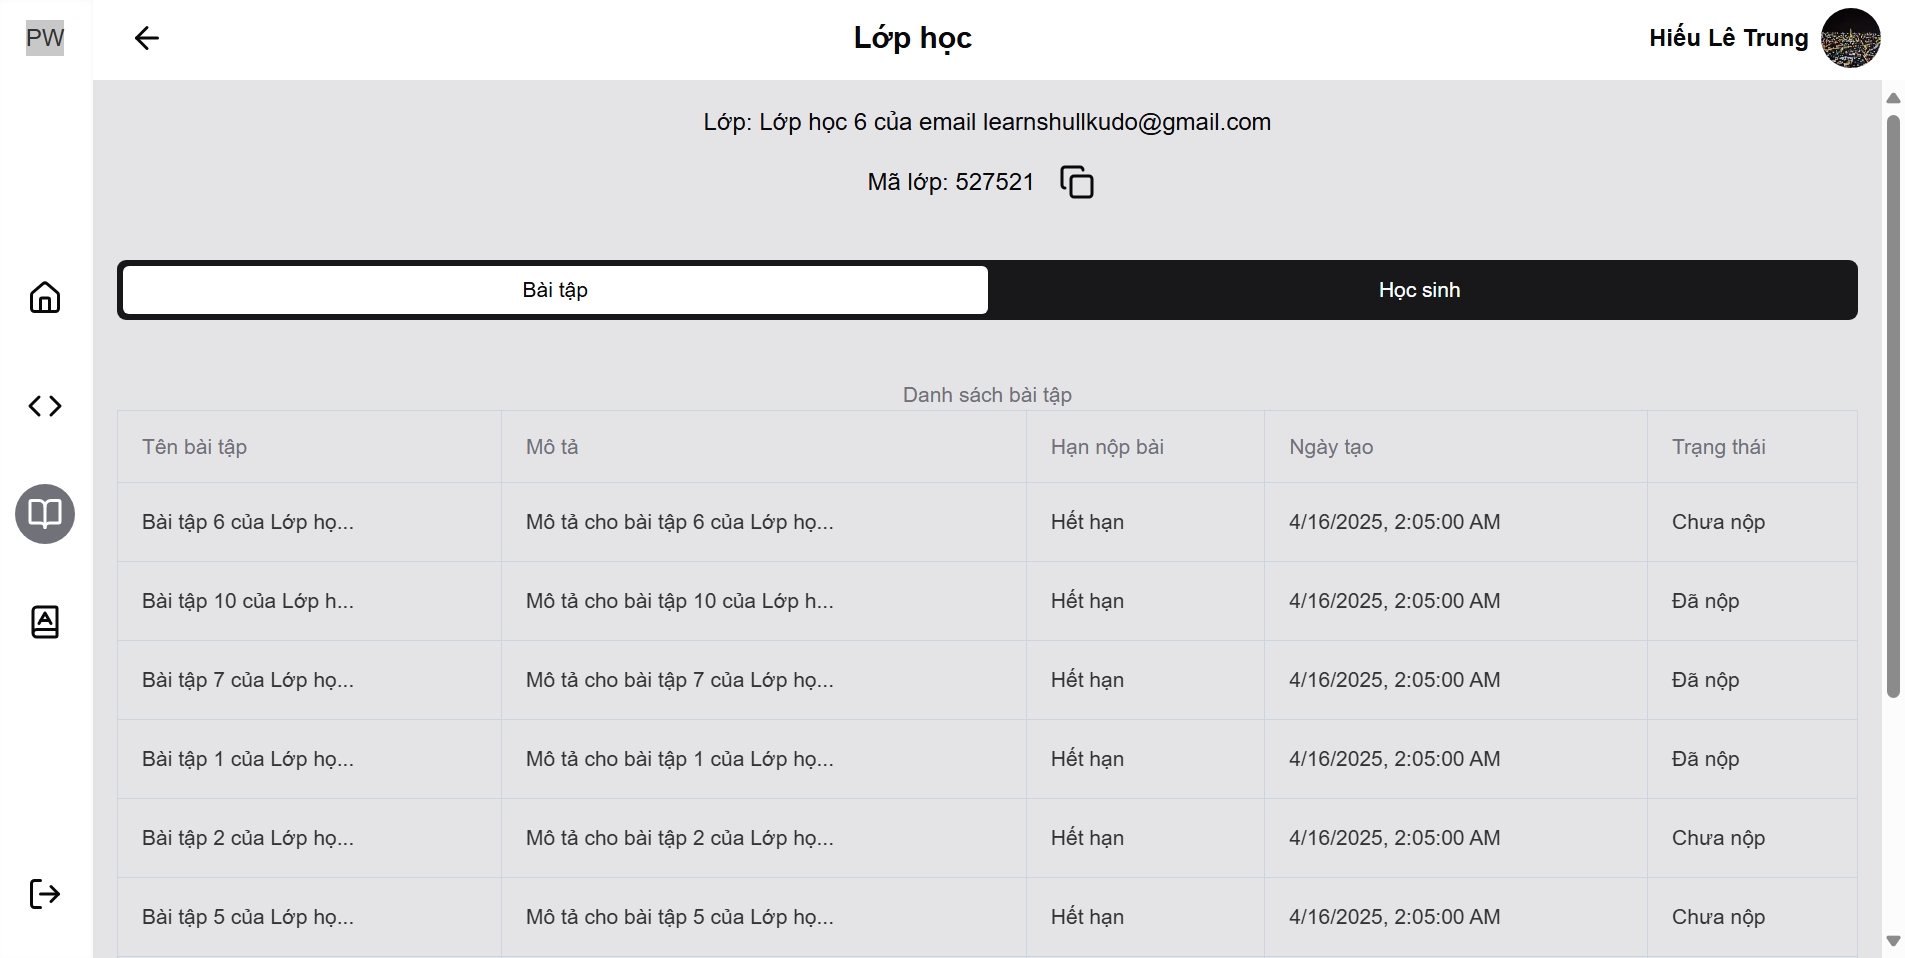 PW
Lớp học
Hiếu Lê Trung
Lớp: Lớp học 6 của email learnshullkudo@gmail.com
Mã lớp: 527521
Bài tập
Học sinh
Danh sách bài tập
Tên bài tập Mô tả Hạn nộp bài Ngày tạo Trạng thái
Bài tập 6 của Lớp họ... Mô tả cho bài tập 6 của Lớp họ... Hết hạn 4/16/2025, 2:05:00 AM Chưa nộp
Bài tập 10 của Lớp h... Mô tả cho bài tập 10 của Lớp h... Hết hạn 4/16/2025, 2:05:00 AM Đã nộp
Bài tập 7 của Lớp họ... Mô tả cho bài tập 7 của Lớp họ... Hết hạn 4/16/2025, 2:05:00 AM Đã nộp
Bài tập 1 của Lớp họ... Mô tả cho bài tập 1 của Lớp họ... Hết hạn 4/16/2025, 2:05:00 AM Đã nộp
Bài tập 2 của Lớp họ... Mô tả cho bài tập 2 của Lớp họ... Hết hạn 4/16/2025, 2:05:00 AM Chưa nộp
Bài tập 5 của Lớp họ... Mô tả cho bài tập 5 của Lớp họ... Hết hạn 4/16/2025, 2:05:00 AM Chưa nộp